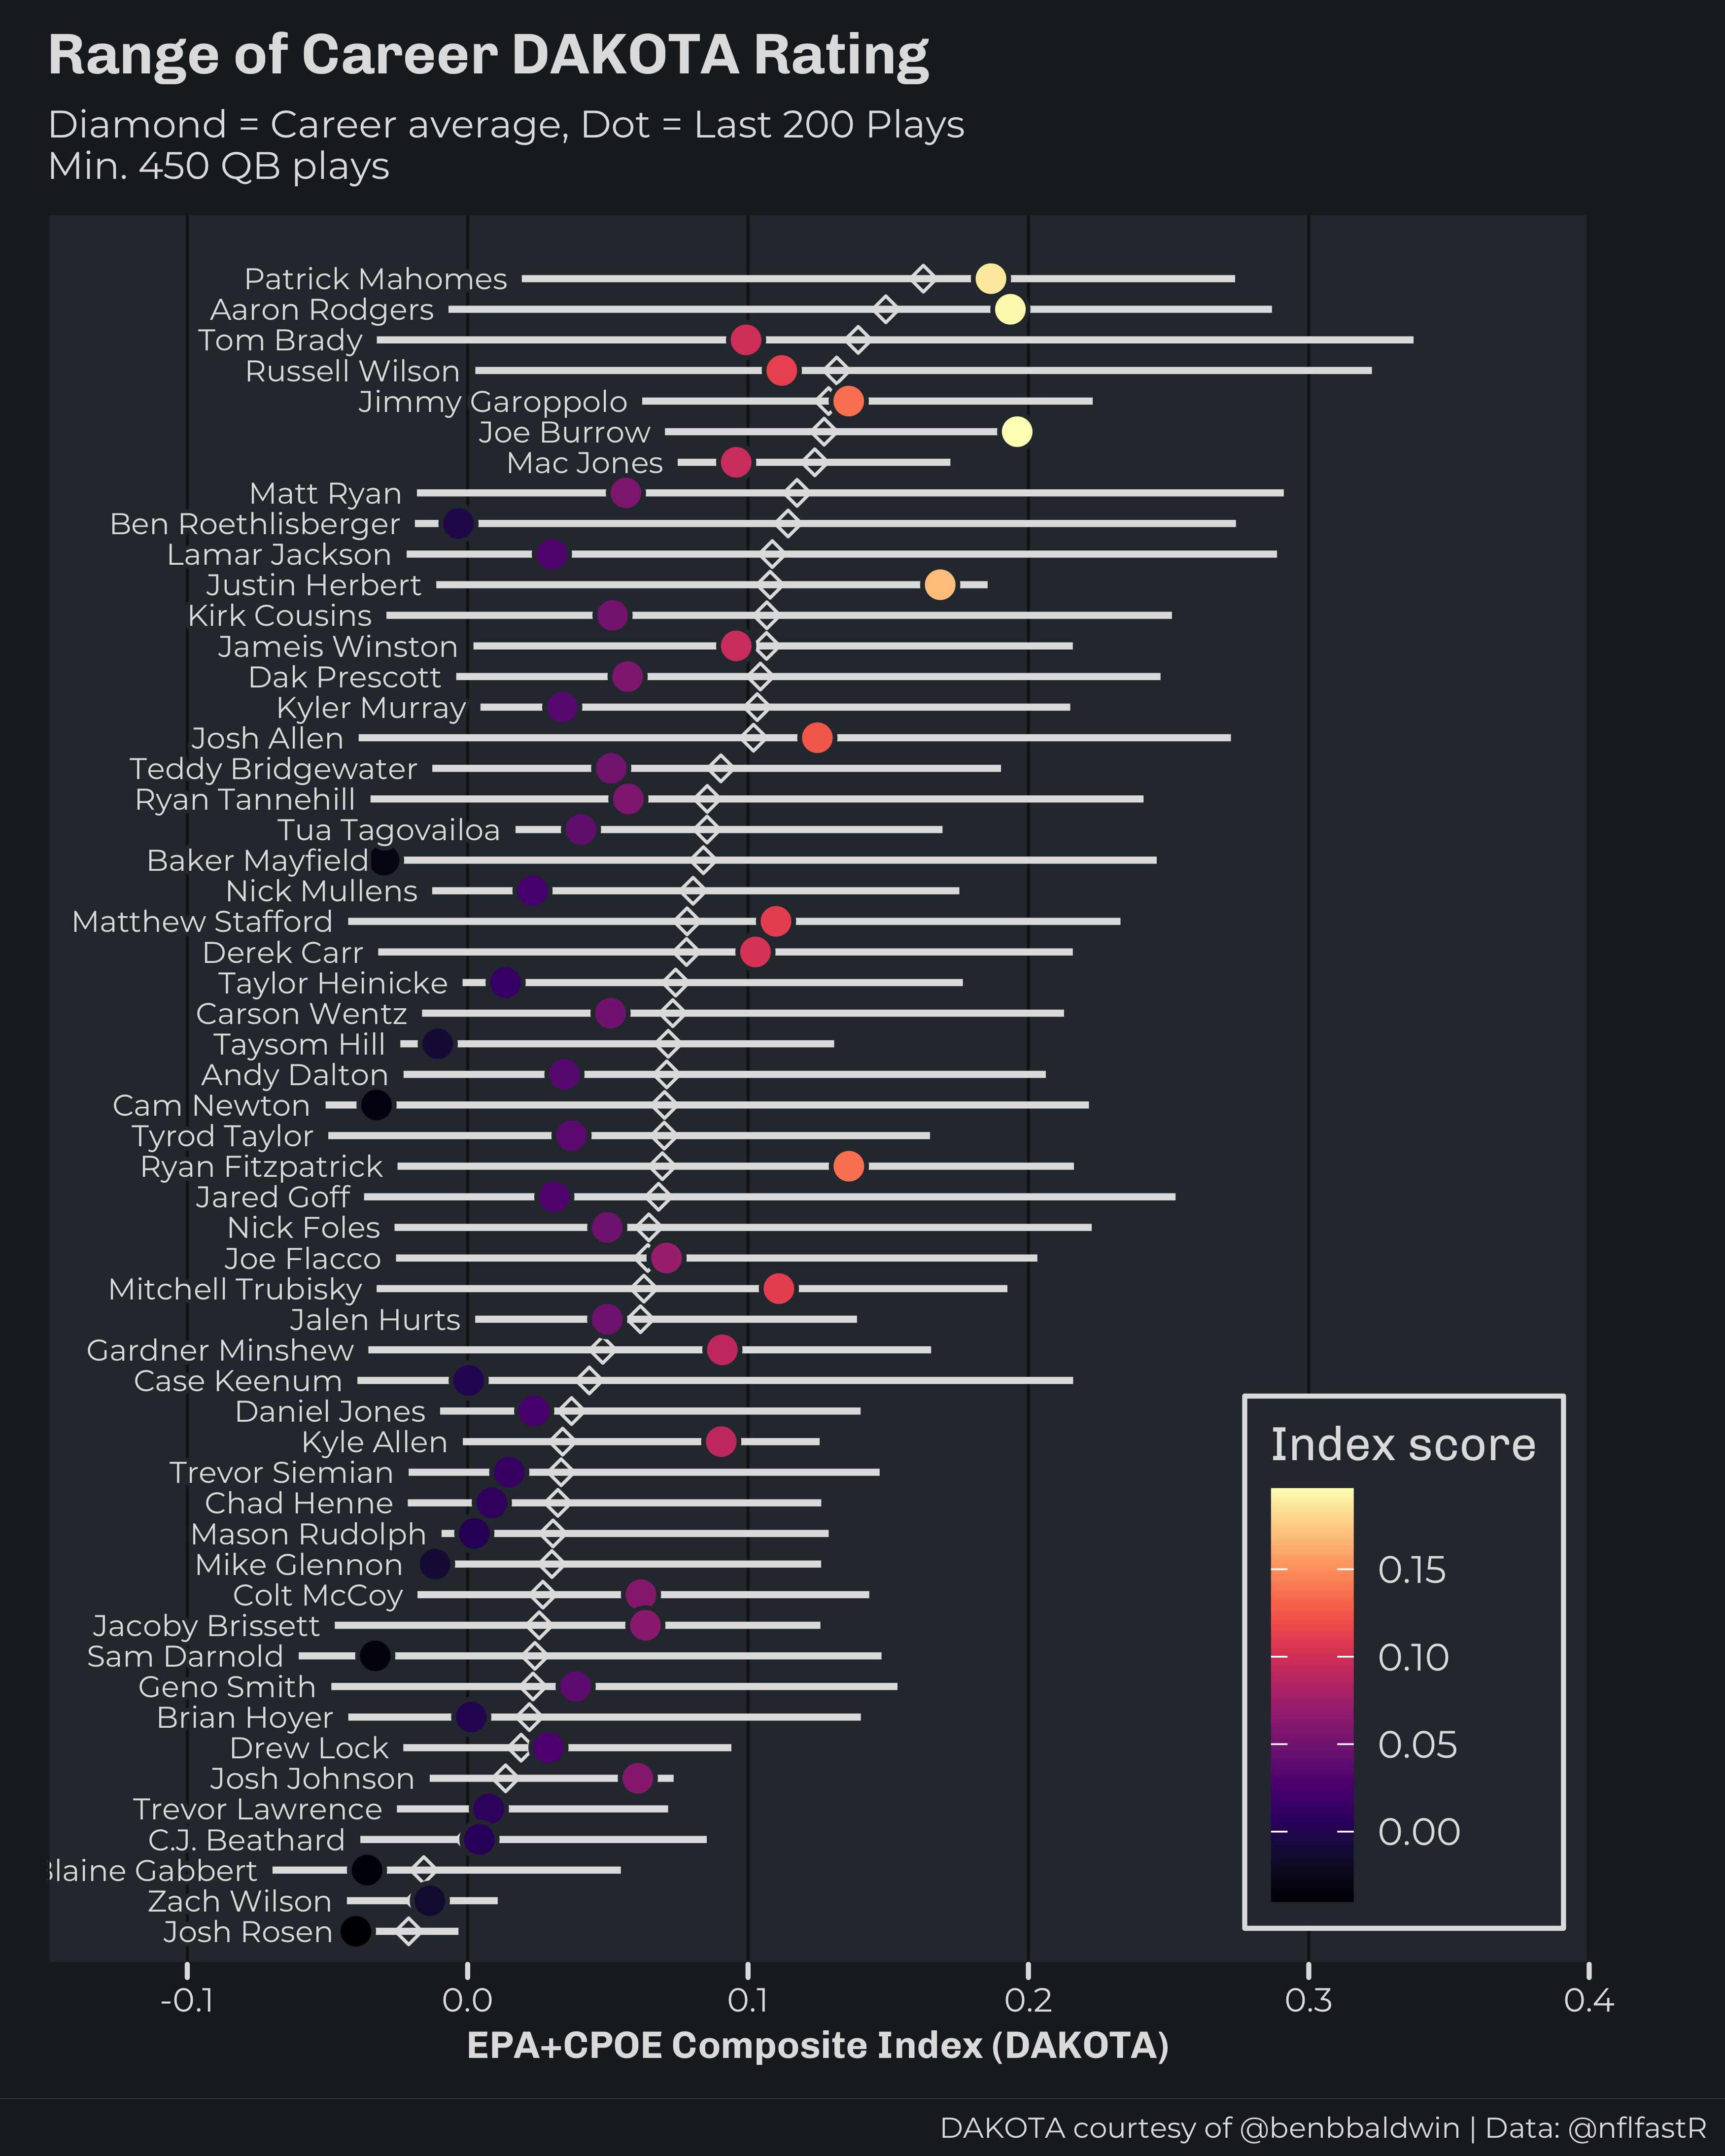 Range of Career DAKOTA Rating
Diamond = Career average, Dot = Last 200 Plays
Min. 450 QB plays
Patrick Mahomes
Aaron Rodgers
Tom Brady
Russell Wilson
Jimmy Garoppolo
Joe Burrow
Mac Jones
Matt Ryan
Ben Roethlisberger
Lamar Jackson
Justin Herbert
Kirk Cousins
Jameis Winston
Dak Prescott
Kyler Murray
Josh Allen
Teddy Bridgewater
Ryan Tannehill
Tua Tagovailoa
Baker Mayfield
Nick Mullens
Matthew Stafford
Derek Carr
Taylor Heinicke
Carson Wentz
Taysom Hill
Andy Dalton
Cam Newton
Tyrod Taylor
Ryan Fitzpatrick
Jared Goff
Nick Foles
Joe Flacco
Mitchell Trubisky
Jalen Hurts
Gardner Minshew
Case Keenum
Daniel Jones
Kyle Allen
Trevor Siemian
Chad Henne
Mason Rudolph
Mike Glennon
Colt McCoy
Jacoby Brissett
Sam Darnold
Geno Smith
Brian Hoyer
Drew Lock
Josh Johnson
Trevor Lawrence
C.J. Beathard
Blaine Gabbert
Zach Wilson
Josh Rosen
Index score
0.15
0.10
0.05
0.00
-0.1 0.0 0.1 0.2 0.3 0.4
EPA+CPOE Composite Index (DAKOTA)
DAKOTA courtesy of @benbbaldwin | Data: @nflfastR